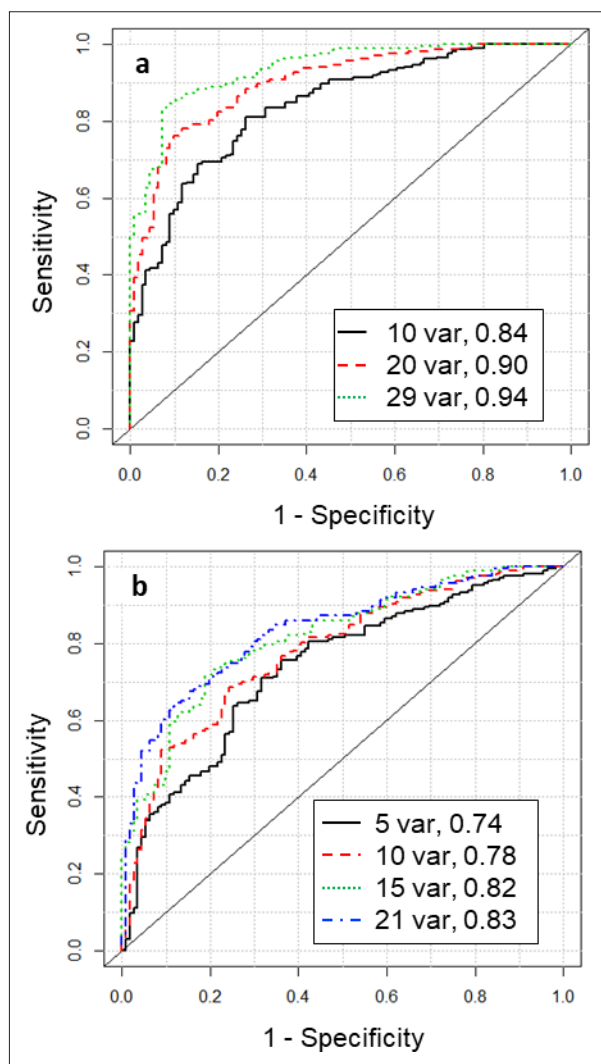 a
1.0
0.8
0.6
0.4
0.2
0.0
Sensitivity
10 var, 0.84
20 var, 0.90
29 var, 0.94
0.0 0.2 0.4 0.6 0.8 1.0
1 - Specificity
b
1.0
0.8
0.6
0.4
0.2
0.0
Sensitivity
5 var, 0.74
10 var, 0.78
15 var, 0.82
21 var, 0.83
0.0 0.2 0.4 0.6 0.8 1.0
1 - Specificity